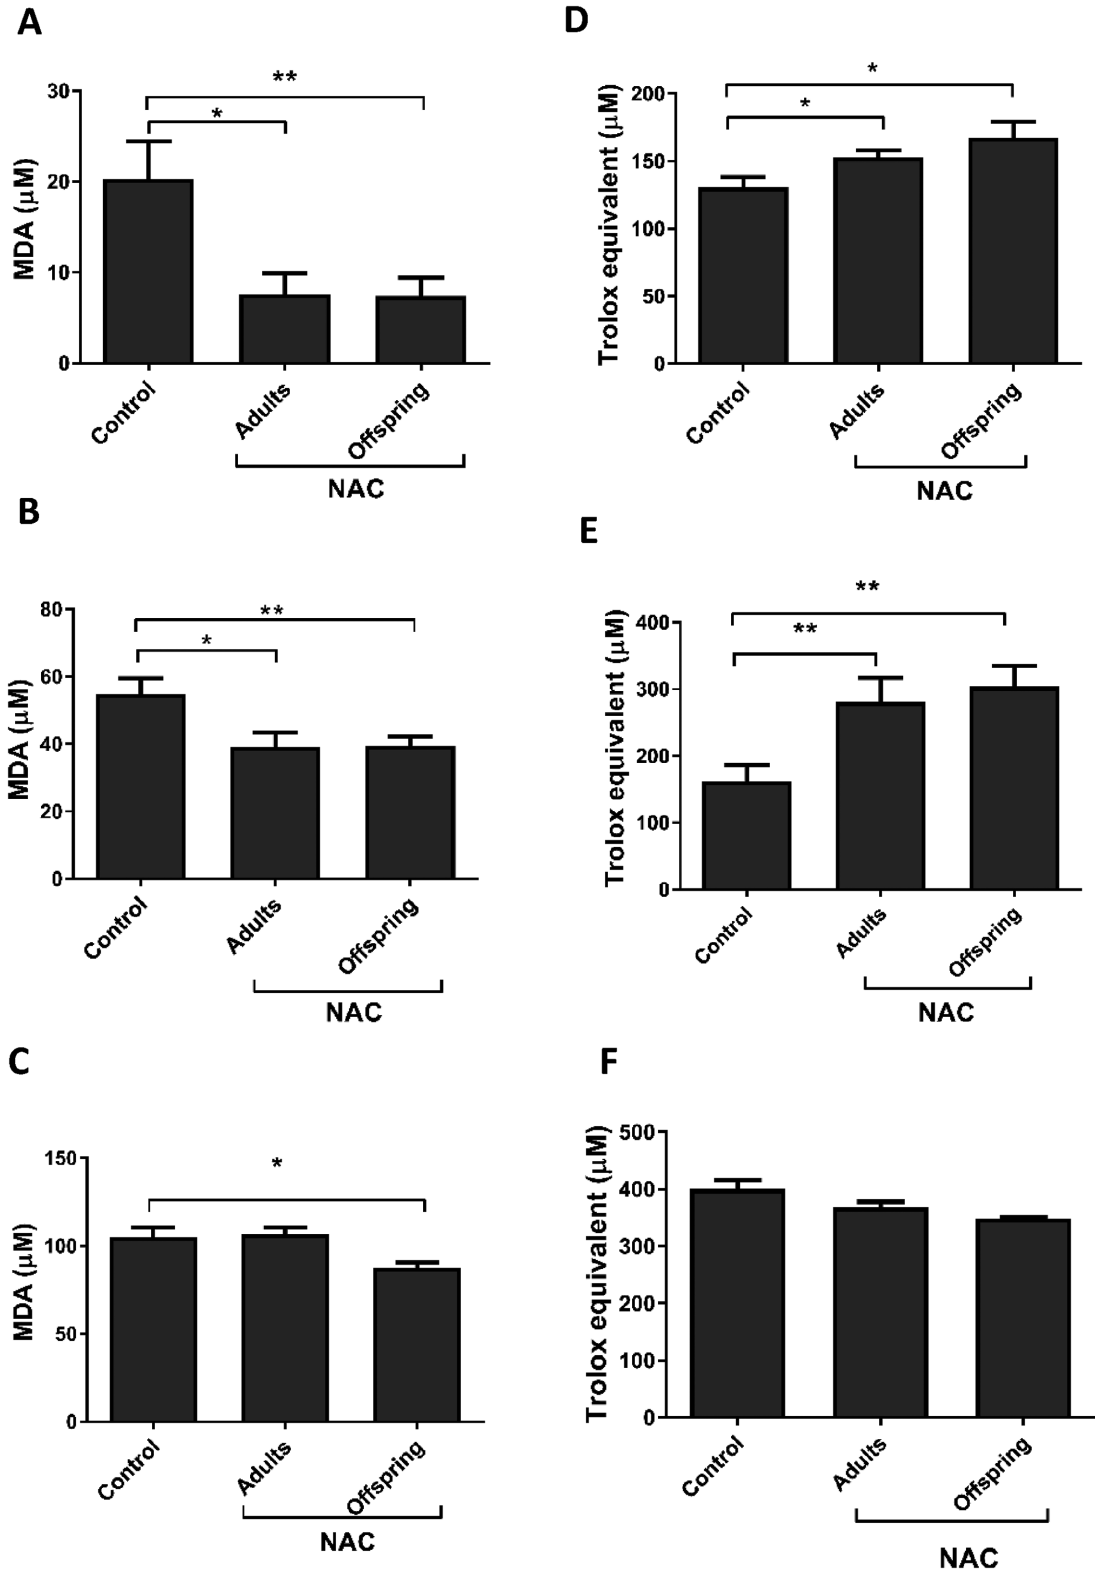 A
MDA (μM)
30
20
10
0
**
*
Control
Adults
Offspring
NAC
D
Trolox equivalent (μM)
200
150
100
50
0
*
*
Control
Adults
Offspring
NAC
B
MDA (μM)
80
60
40
20
0
**
*
Control
Adults
Offspring
NAC
E
Trolox equivalent (μM)
400
300
200
100
0
**
**
Control
Adults
Offspring
NAC
C
MDA (μM)
150
100
50
0
*
Control
Adults
Offspring
NAC
F
Trolox equivalent (μM)
500
400
300
200
100
0
Control
Adults
Offspring
NAC